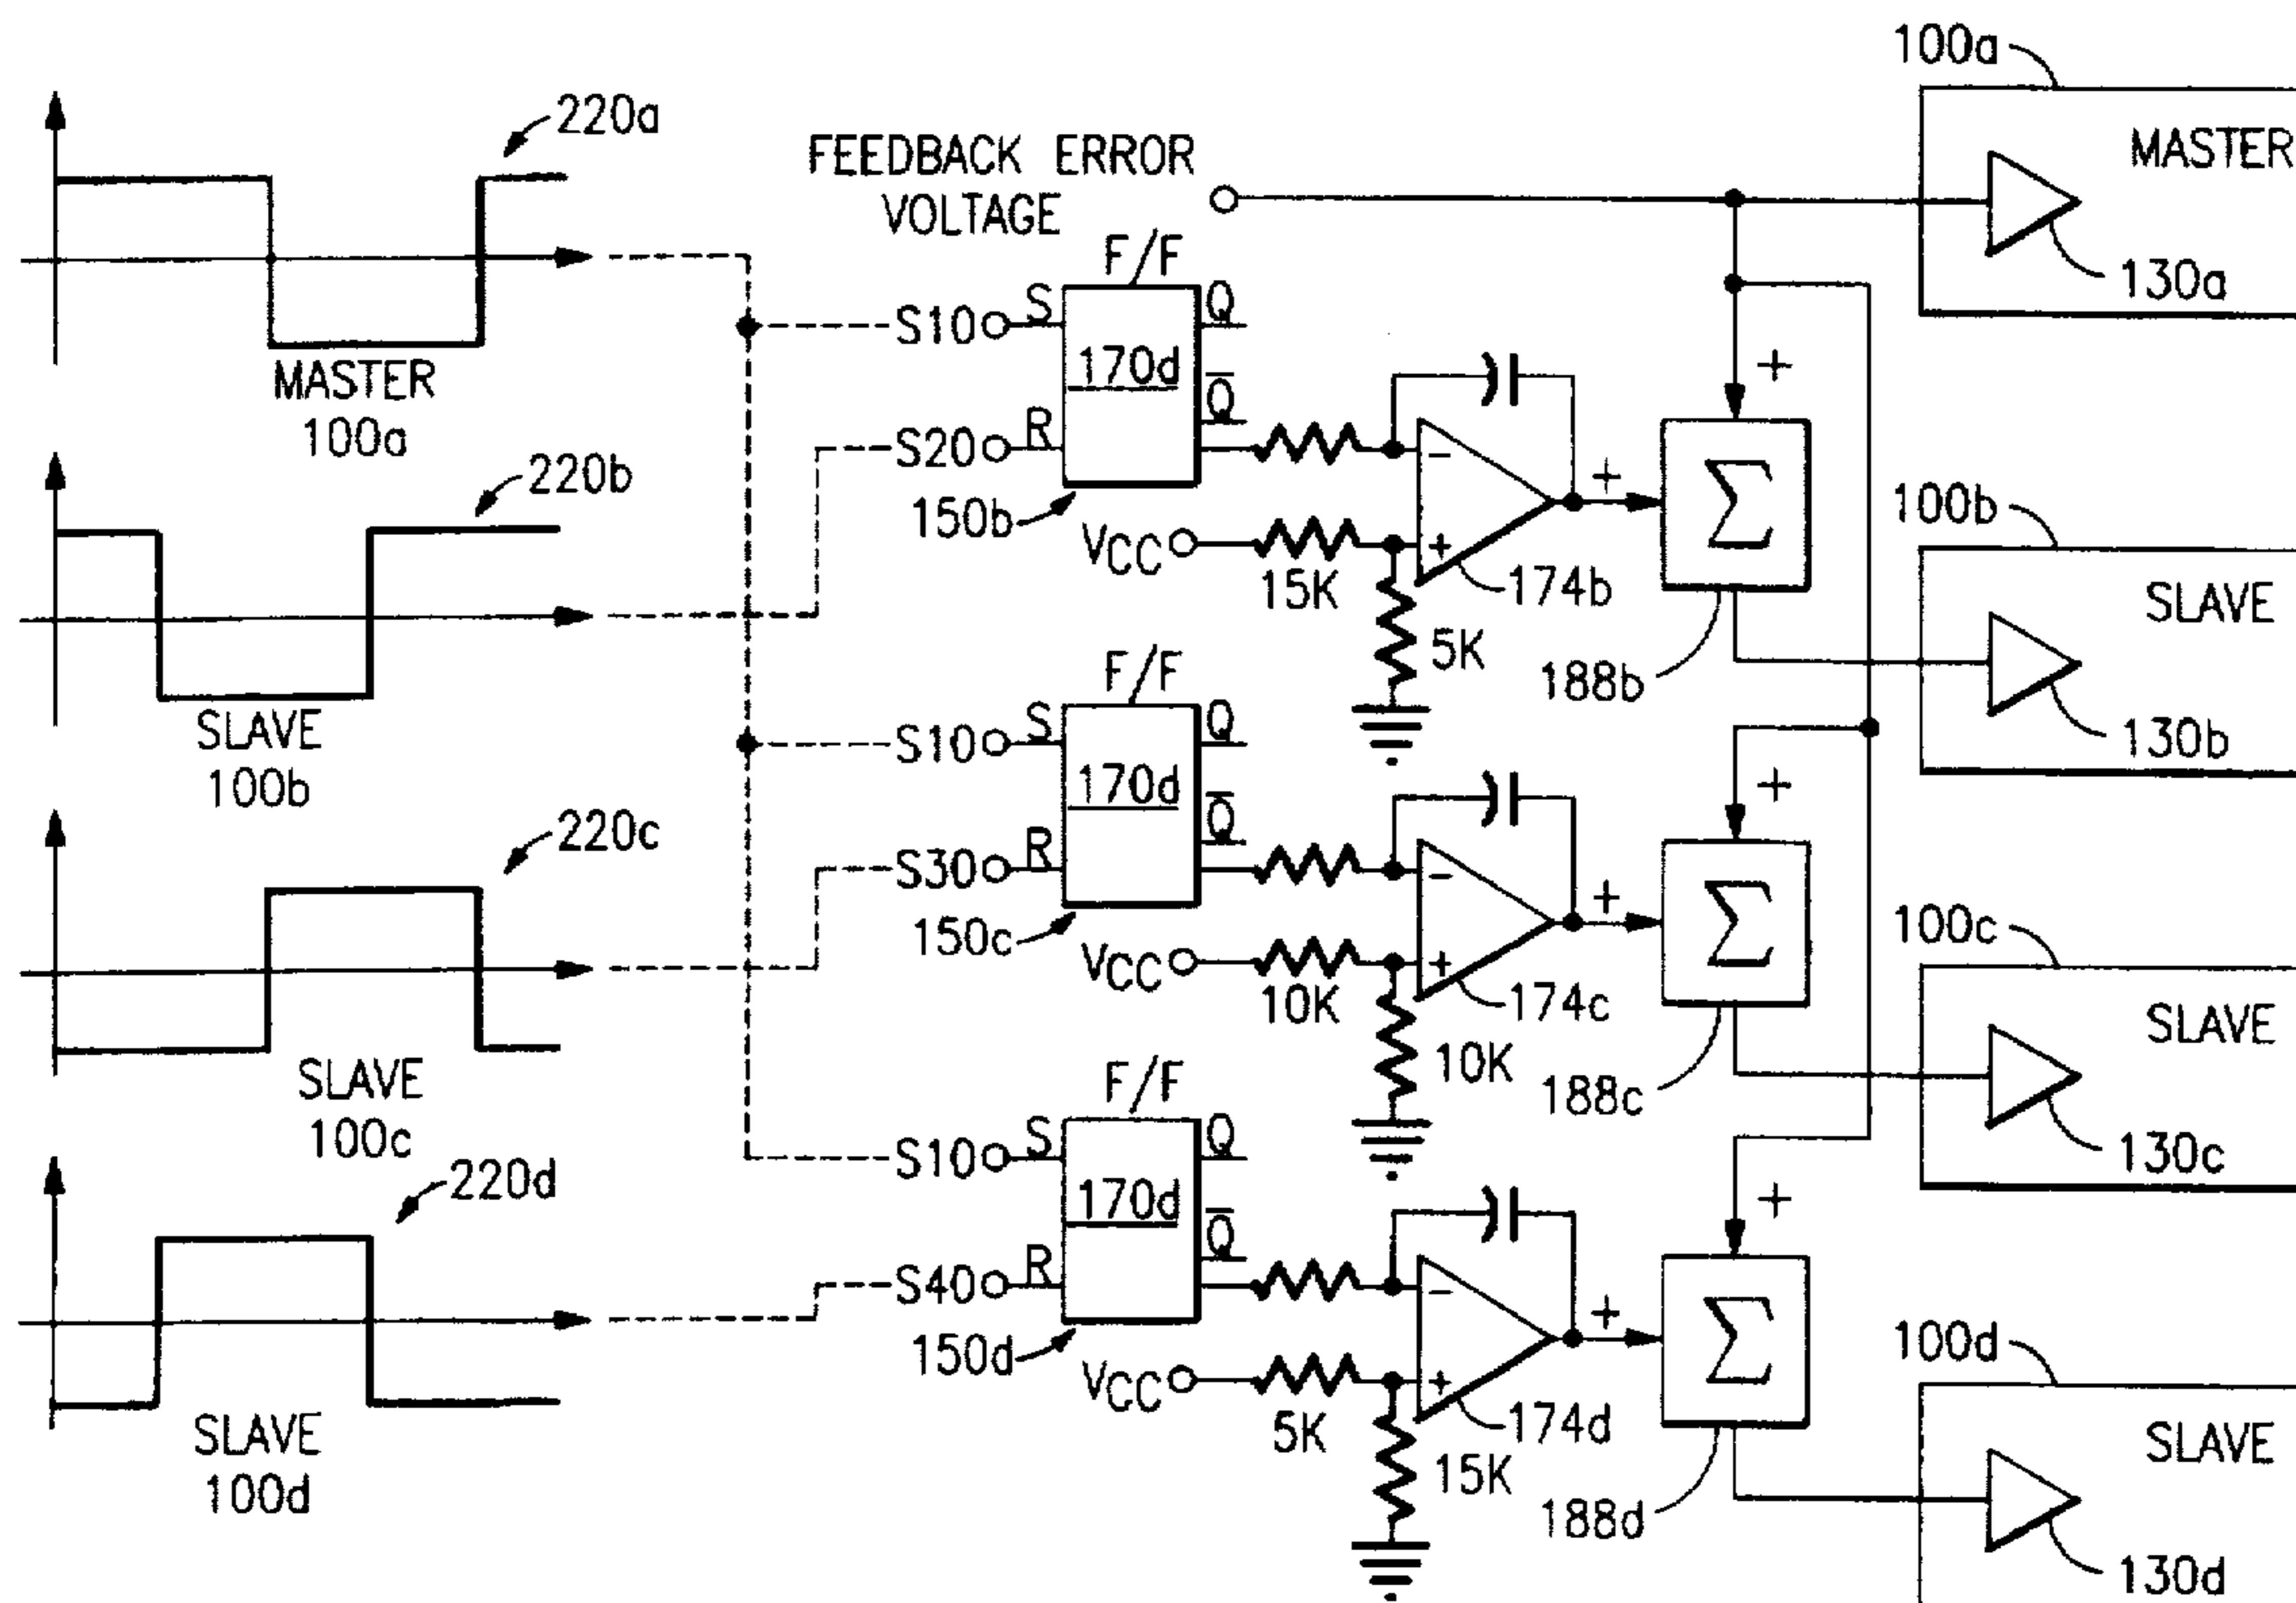 220a
MASTER
100a
220b
SLAVE
100b
220c
SLAVE
100c
220d
SLAVE
100d
FEEDBACK ERROR
VOLTAGE
F/F
S10
S
Q
170d
Q̅
S20
R
150b
VCC
15K
5K
-
+
174b
+
+
Σ
188b
F/F
S10
S
Q
170d
Q̅
S30
R
150c
VCC
10K
10K
-
+
174c
+
+
Σ
188c
F/F
S10
S
Q
170d
Q̅
S40
R
150d
VCC
5K
15K
-
+
174d
+
+
Σ
188d
100a
MASTER
130a
100b
SLAVE
130b
100c
SLAVE
130c
100d
SLAVE
130d